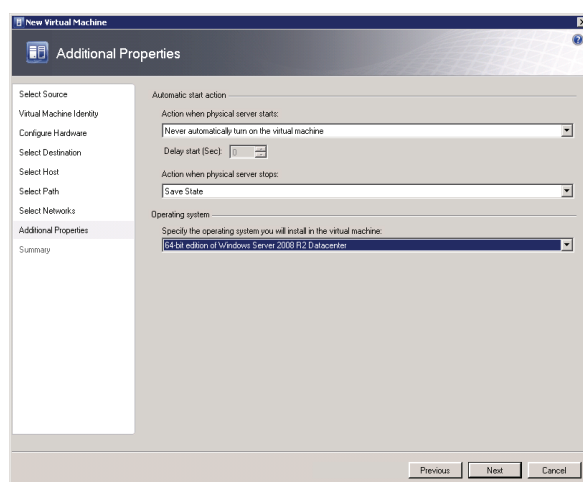 New Virtual Machine
Additional Properties
Select Source
Virtual Machine Identity
Configure Hardware
Select Destination
Select Host
Select Path
Select Networks
Additional Properties
Summary
Automatic start action
Action when physical server starts:
Never automatically turn on the virtual machine
Delay start (Sec): 0
Action when physical server stops:
Save State
Operating system
Specify the operating system you will install in the virtual machine:
64-bit edition of Windows Server 2008 R2 Datacenter
Previous Next Cancel